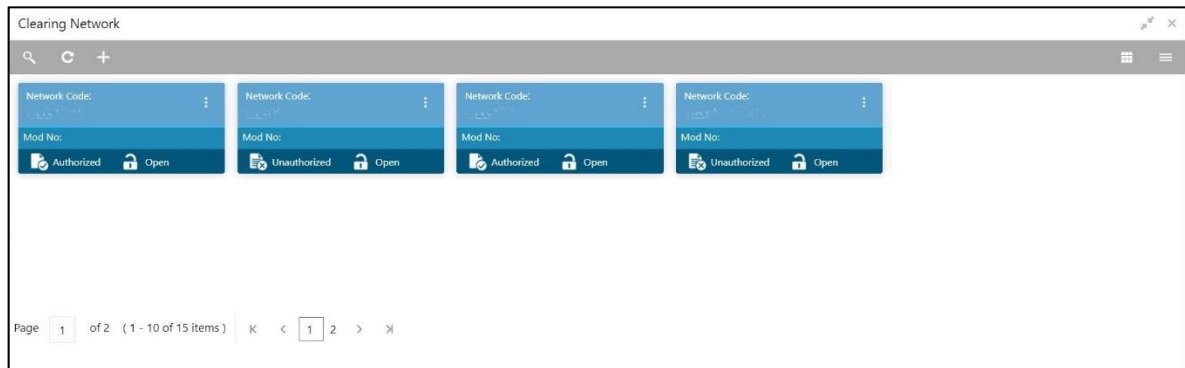 Clearing Network
Network Code: Network Code: Network Code: Network Code:
Mod No: Mod No: Mod No: Mod No:
Authorized Open Unauthorized Open Authorized Open Unauthorized Open
Page 1 of 2 ( 1 - 10 of 15 items ) 1 2